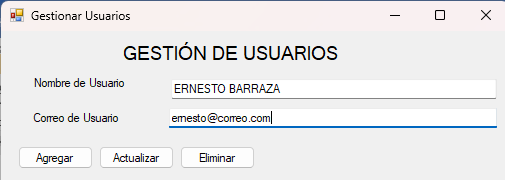 Gestionar Usuarios
GESTIÓN DE USUARIOS
Nombre de Usuario ERNESTO BARRAZA
Correo de Usuario ernesto@correo.com
Agregar Actualizar Eliminar